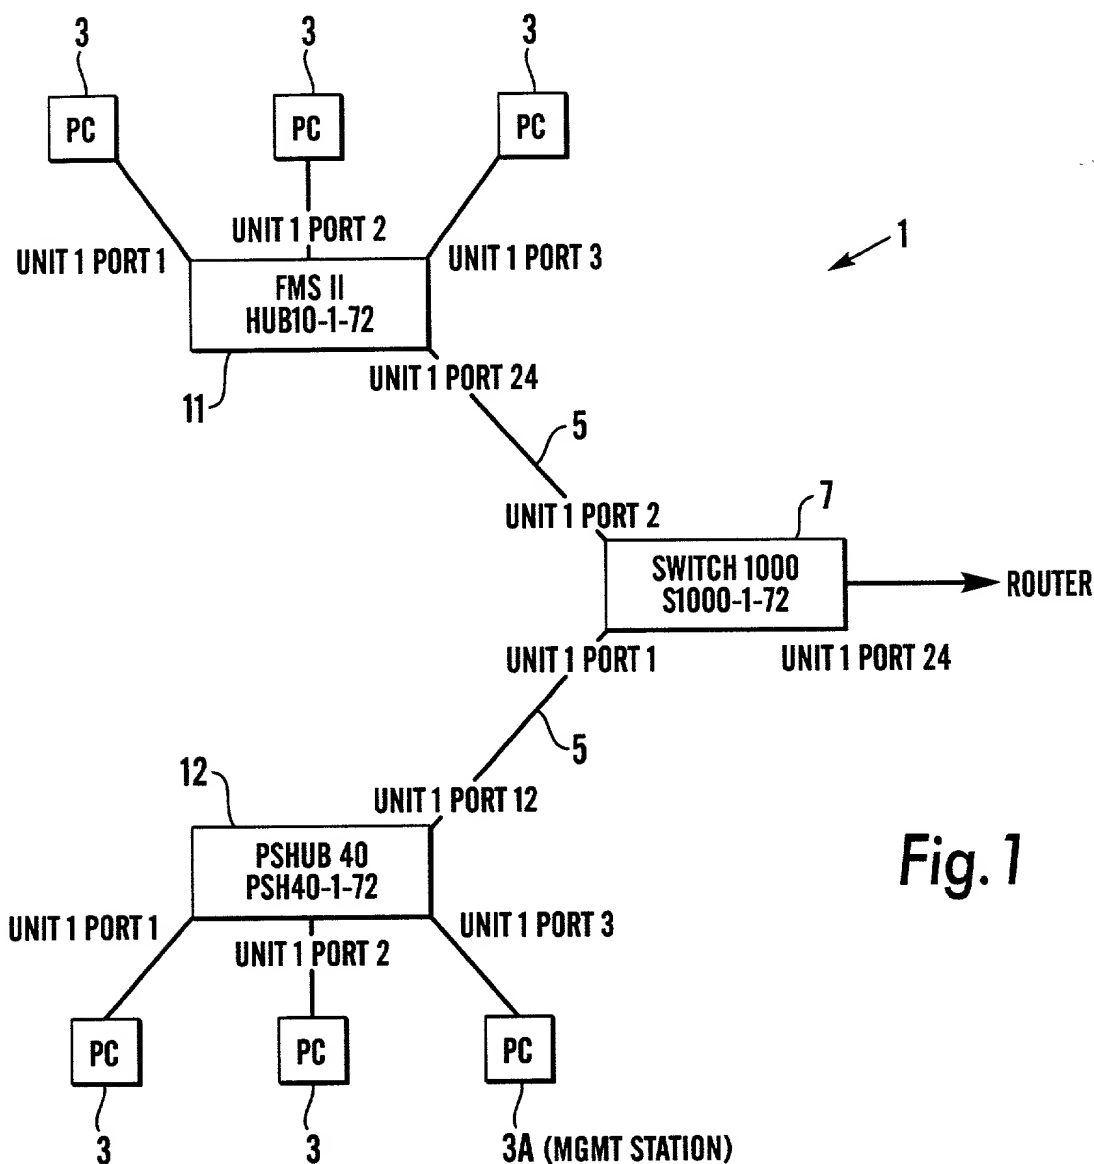 3
3
3
PC
PC
PC
UNIT 1 PORT 2
UNIT 1 PORT 1
UNIT 1 PORT 3
1
FMS II
HUB10-1-72
UNIT 1 PORT 24
11
5
7
UNIT 1 PORT 2
SWITCH 1000
S1000-1-72
ROUTER
UNIT 1 PORT 1
UNIT 1 PORT 24
5
12
UNIT 1 PORT 12
PSHUB 40
PSH40-1-72
Fig. 1
UNIT 1 PORT 1
UNIT 1 PORT 3
UNIT 1 PORT 2
PC
PC
PC
3
3
3A (MGMT STATION)